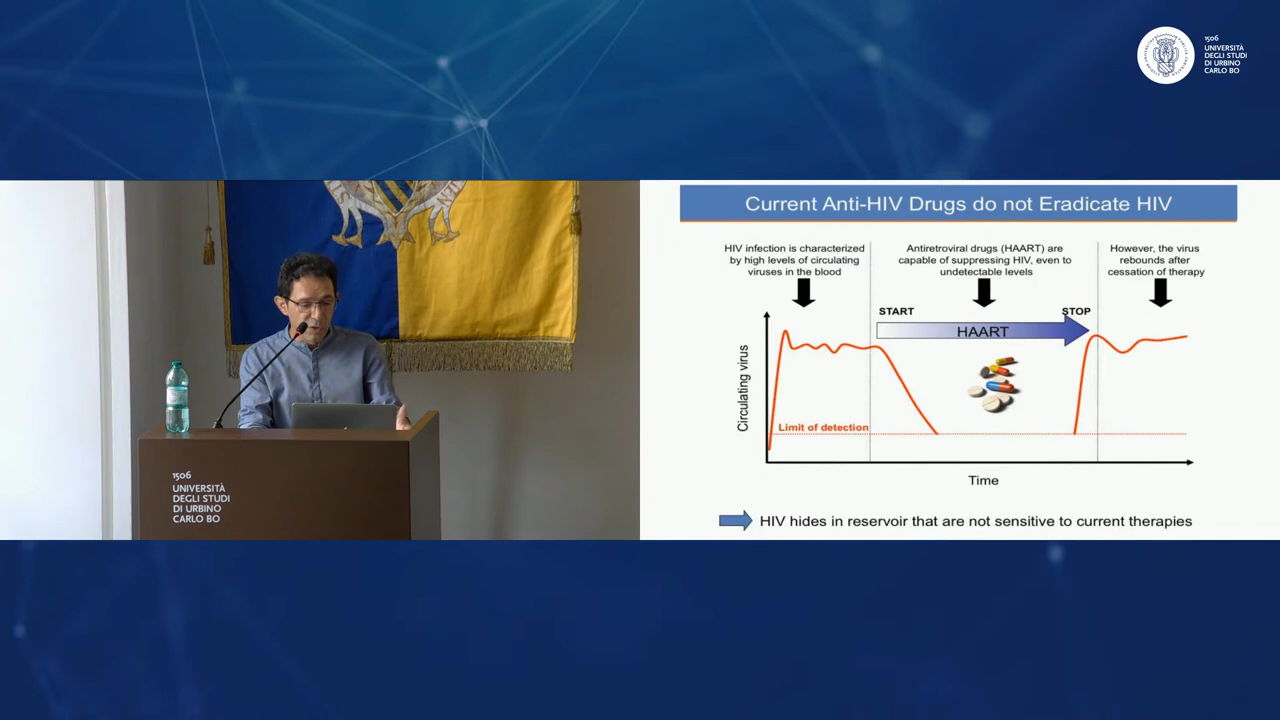 1506
UNIVERSITÀ
DEGLI STUDI
DI URBINO
CARLO BO
1506
UNIVERSITÀ
DEGLI STUDI
DI URBINO
CARLO BO
Current Anti-HIV Drugs do not Eradicate HIV
HIV infection is characterized
by high levels of circulating
viruses in the blood
Antiretroviral drugs (HAART) are
capable of suppressing HIV, even to
undetectable levels
However, the virus
rebounds after
cessation of therapy
START
STOP
HAART
Circulating virus
Limit of detection
Time
HIV hides in reservoir that are not sensitive to current therapies